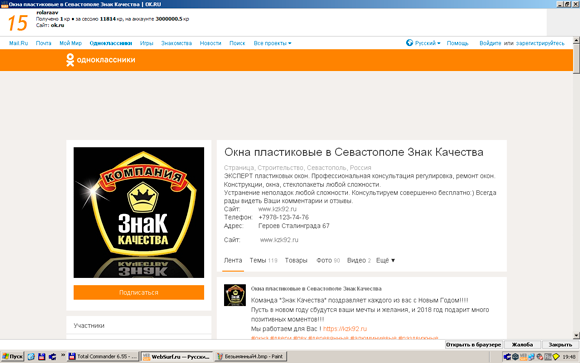 Окна пластиковые в Севастополе Знак Качества | OK.RU
15
rolaraav
Получено 1 кр • за сессию 11814 кр, на аккаунте 3000000.5 кр
Сайт: ok.ru
Mail.Ru Почта Мой Мир Одноклассники Игры Знакомства Новости Поиск Все проекты Русский Помощь Войдите или зарегистрируйтесь
одноклассники
КОМПАНИЯ
ЗнаК
КАЧЕСТВА
Подписаться
Участники
Окна пластиковые в Севастополе Знак Качества
Страница, Строительство, Севастополь, Россия
ЭКСПЕРТ пластиковых окон. Профессиональная консультация регулировка, ремонт окон.
Конструкции, окна, стеклопакеты любой сложности.
Устранение неполадок любой сложности. Консультируем совершенно бесплатно:) Всегда
рады видеть Ваши комментарии и отзывы.
Сайт: www.kzk92.ru
Телефон: +7978-123-74-76
Адрес: Героев Сталинграда 67
Сайт: www.kzk92.ru
Лента Темы 118 Товары Фото Видео 2 Ещё ▼
Окна пластиковые в Севастополе Знак Качества
Команда "Знак Качества" поздравляет каждого из вас с Новым Годом!!!!
Пусть в новом году сбудутся ваши мечты и желания, и 2018 год подарит много
позитивных моментов!!!
Мы работаем для Вас ! https://kzk92.ru
Открыть в браузере Жалоба Закрыть
Пуск Total Commander 6.55 - ... WebSurf.ru — Русски... Безымянный4.bmp - Paint 19:45